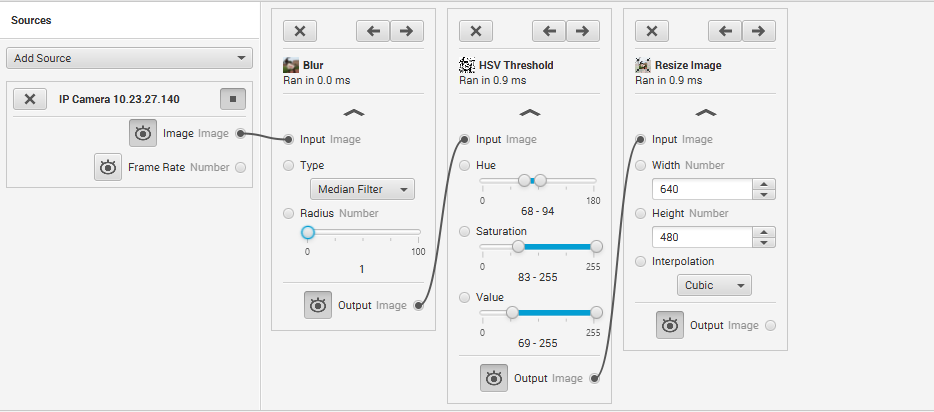 Sources
Add Source
IP Camera 10.23.27.140
Image Image
Frame Rate Number
Blur
Ran in 0.0 ms
Input Image
Type
Median Filter
Radius Number
0 100
1
Output Image
HSV Threshold
Ran in 0.9 ms
Input Image
Hue
0 180
68 - 94
Saturation
0 255
83 - 255
Value
0 255
69 - 255
Output Image
Resize Image
Ran in 0.9 ms
Input Image
Width Number
640
Height Number
480
Interpolation
Cubic
Output Image